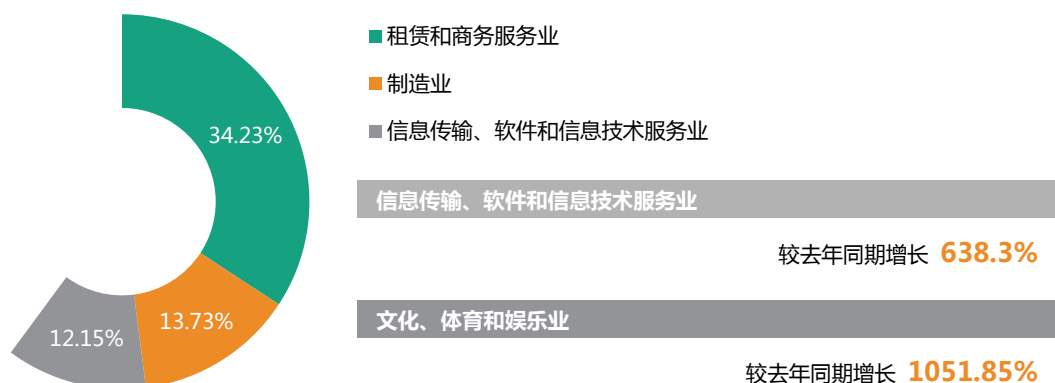 租赁和商务服务业
制造业
信息传输、软件和信息技术服务业
34.23%
13.73%
12.15%
信息传输、软件和信息技术服务业
较去年同期增长 638.3%
文化、体育和娱乐业
较去年同期增长 1051.85%